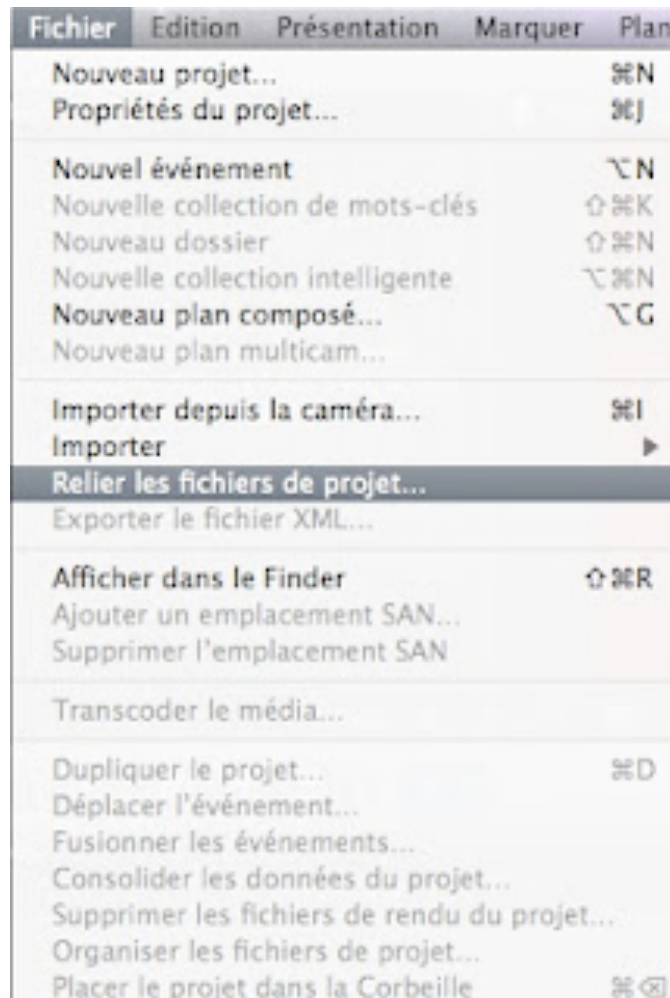 Fichier Edition Présentation Marquer Plan
Nouveau projet... ⌘N
Propriétés du projet... ⌘J
Nouvel événement ⌥N
Nouvelle collection de mots-clés ⇧⌘K
Nouveau dossier ⇧⌘N
Nouvelle collection intelligente ⌥⌘N
Nouveau plan composé... ⌥G
Nouveau plan multicam...
Importer depuis la caméra... ⌘I
Importer ▶
Relier les fichiers de projet...
Exporter le fichier XML...
Afficher dans le Finder ⇧⌘R
Ajouter un emplacement SAN...
Supprimer l'emplacement SAN
Transcoder le média...
Dupliquer le projet... ⌘D
Déplacer l'événement...
Fusionner les événements...
Consolider les données du projet...
Supprimer les fichiers de rendu du projet...
Organiser les fichiers de projet...
Placer le projet dans la Corbeille ⌘⌫